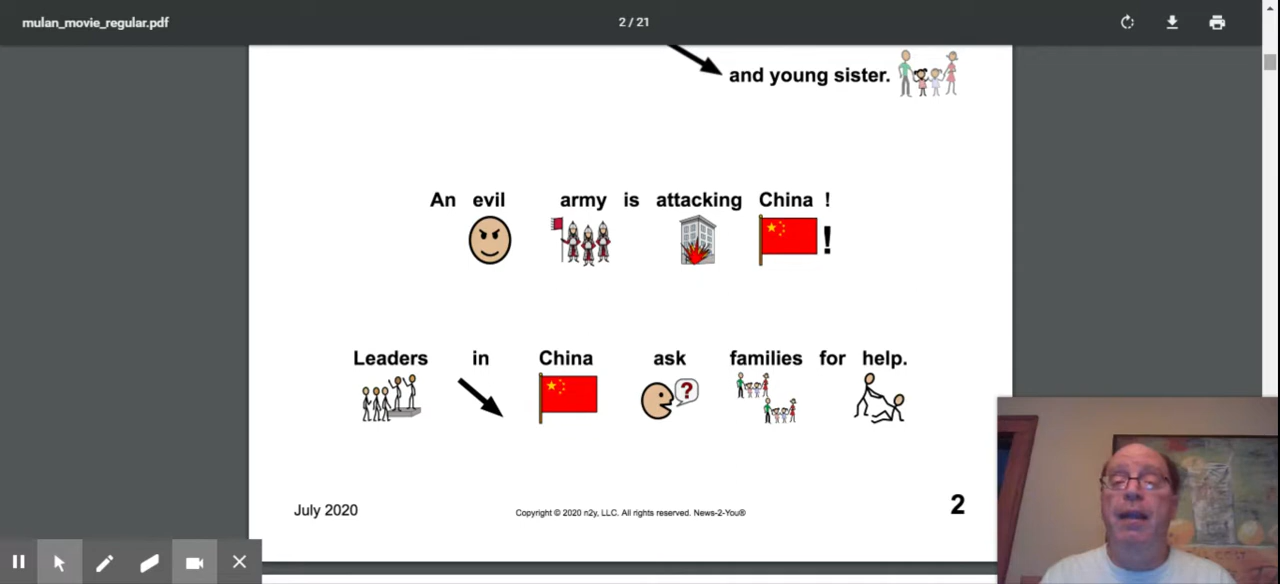 mulan_movie_regular.pdf
2 / 21
and young sister.
An evil army is attacking China !
!
?
Leaders in China ask families for help.
July 2020
Copyright © 2020 n2y, LLC. All rights reserved. News-2-You®
2